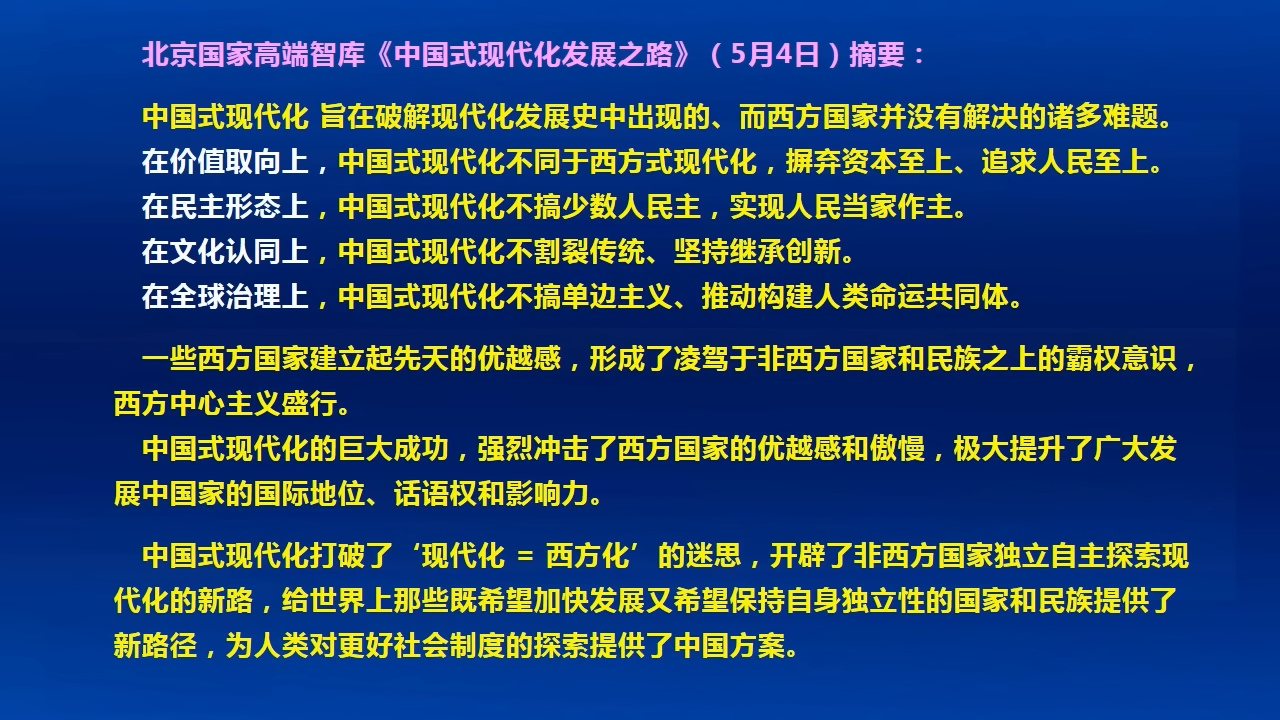 北京国家高端智库《中国式现代化发展之路》（5月4日）摘要：
中国式现代化 旨在破解现代化发展史中出现的、而西方国家并没有解决的诸多难题。
在价值取向上，中国式现代化不同于西方式现代化，摒弃资本至上、追求人民至上。
在民主形态上，中国式现代化不搞少数人民主，实现人民当家作主。
在文化认同上，中国式现代化不割裂传统、坚持继承创新。
在全球治理上，中国式现代化不搞单边主义、推动构建人类命运共同体。
一些西方国家建立起先天的优越感，形成了凌驾于非西方国家和民族之上的霸权意识，
西方中心主义盛行。
中国式现代化的巨大成功，强烈冲击了西方国家的优越感和傲慢，极大提升了广大发
展中国家的国际地位、话语权和影响力。
中国式现代化打破了‘现代化 = 西方化’的迷思，开辟了非西方国家独立自主探索现
代化的新路，给世界上那些既希望加快发展又希望保持自身独立性的国家和民族提供了
新路径，为人类对更好社会制度的探索提供了中国方案。